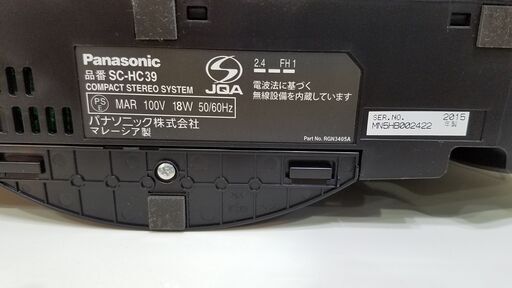 Panasonic
品番 SC-HC39
COMPACT STEREO SYSTEM
PS E MAR 100V 18W 50/60Hz
パナソニック株式会社
マレーシア製
S JQA
2.4 FH1
電波法に基づく
無線設備を内蔵しています。
Part No. RGN3405A
SER.NO. 2015
MN5HB002422 年製